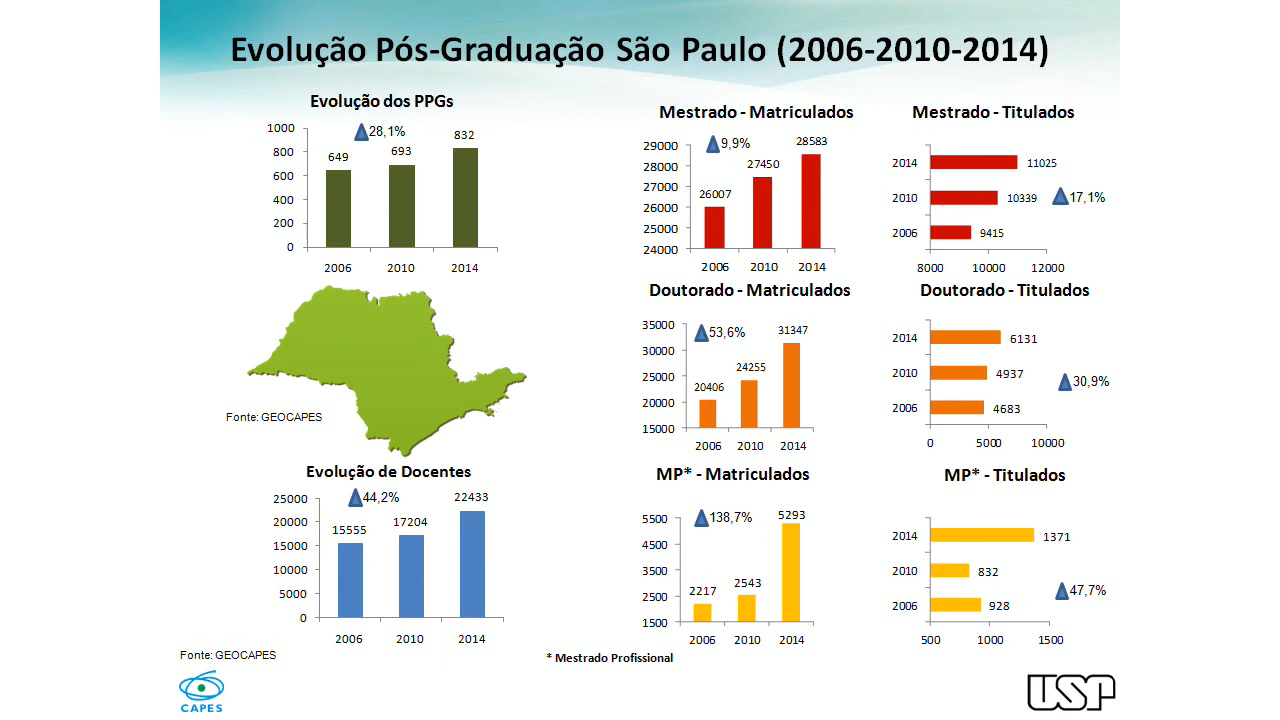 Evolução Pós-Graduação São Paulo (2006-2010-2014)
Evolução dos PPGs
28,1%
1000
800
600
400
200
0
649
693
832
2006 2010 2014
Fonte: GEOCAPES
Evolução de Docentes
44,2%
25000
20000
15000
10000
5000
0
15555
17204
22433
2006 2010 2014
Fonte: GEOCAPES
CAPES
Mestrado - Matriculados
9,9%
29000
28000
27000
26000
25000
24000
26007
27450
28583
2006 2010 2014
Mestrado - Titulados
2014 11025
2010 10339
2006 9415
17,1%
8000 10000 12000
Doutorado - Matriculados
53,6%
35000
30000
25000
20000
15000
20406
24255
31347
2006 2010 2014
Doutorado - Titulados
2014 6131
2010 4937
2006 4683
30,9%
0 5000 10000
MP* - Matriculados
138,7%
5500
4500
3500
2500
1500
2217
2543
5293
2006 2010 2014
MP* - Titulados
2014 1371
2010 832
2006 928
47,7%
500 1000 1500
* Mestrado Profissional
USP